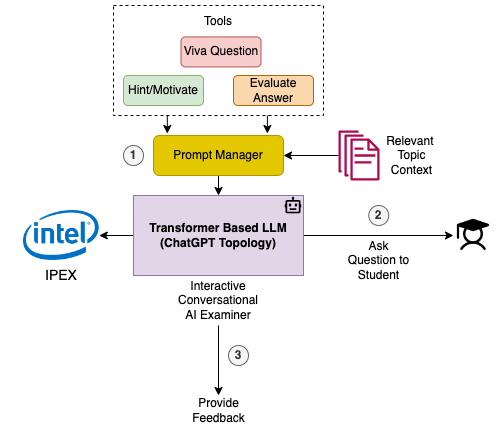 Tools
Viva Question
Hint/Motivate
Evaluate
Answer
1
Prompt Manager
Relevant
Topic
Context
Transformer Based LLM
(ChatGPT Topology)
2
intel
IPEX
Ask
Question to
Student
Interactive
Conversational
AI Examiner
3
Provide
Feedback